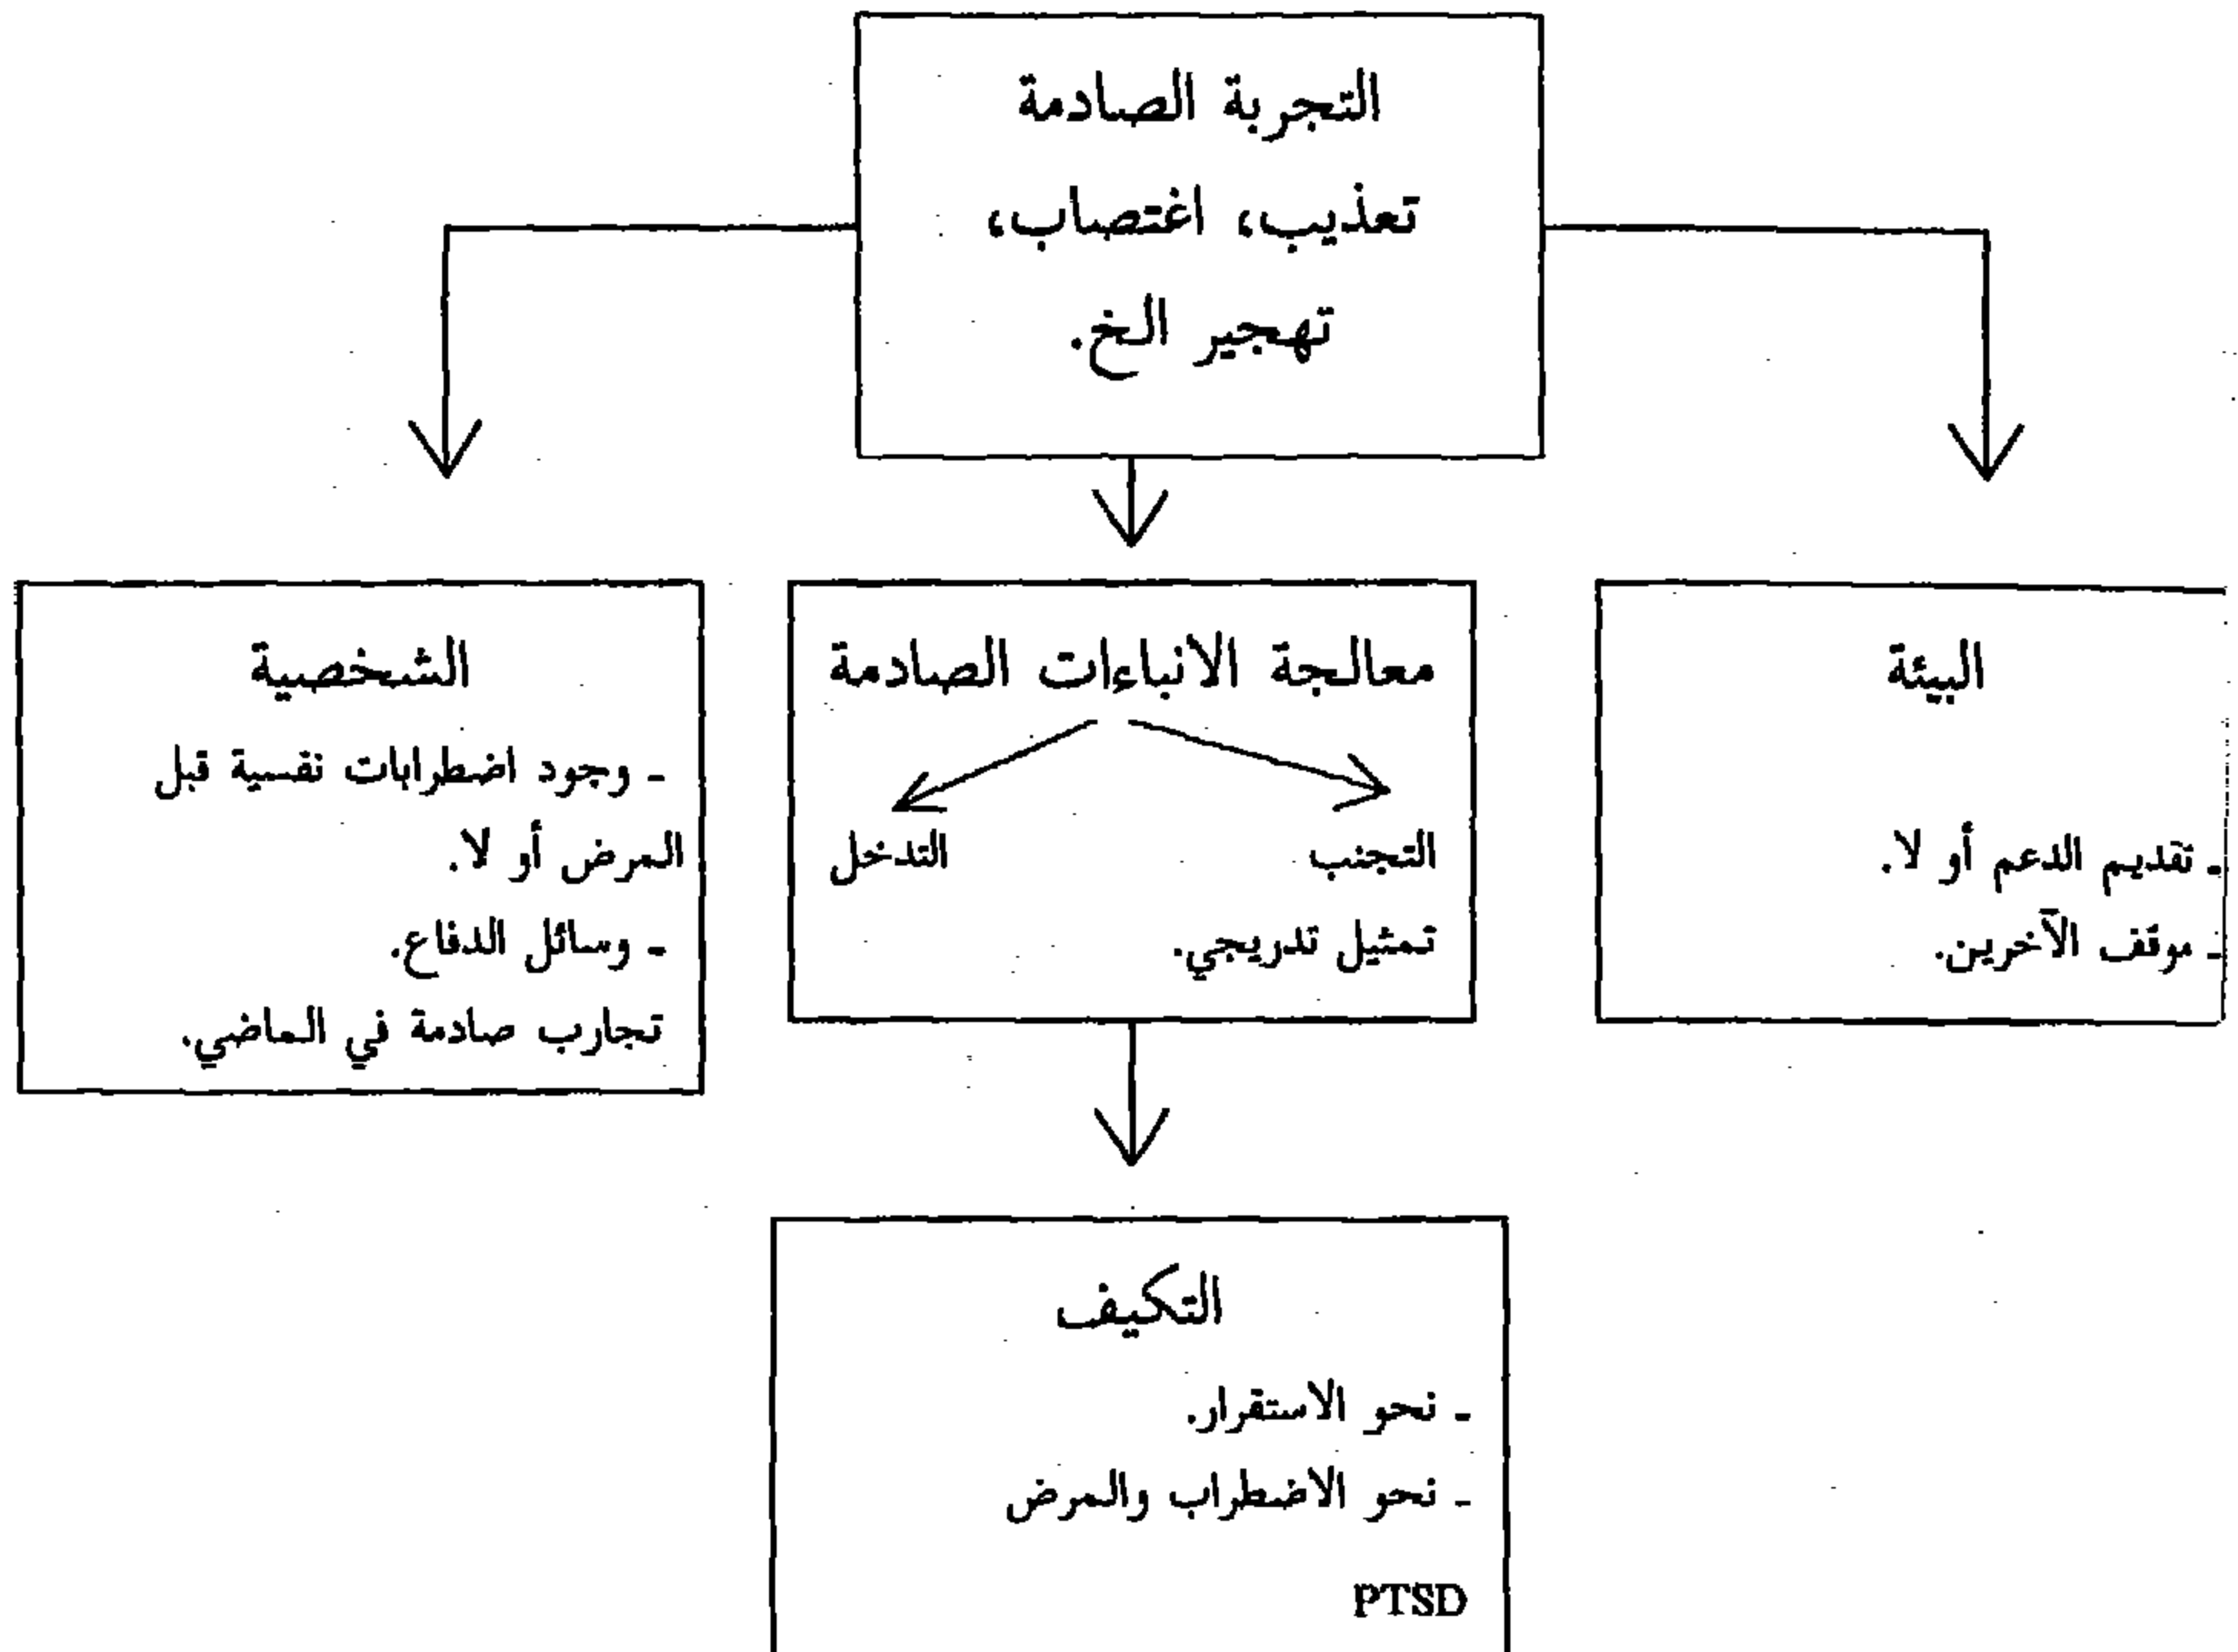 التجربة الصادمة
تعذيب، اغتصاب،
تهجير الخ.
البيئة
- تقديم الدعم أو لا.
- موقف الآخرين.
معالجة الانباءات الصادمة
التجنب
التدخل
تمثيل تدريجي.
الشخصية
- وجود اضطرابات نفسية قبل
المرض أو لا.
- وسائل الدفاع.
تجارب صادمة في الماضي.
التكيف
- نحو الاستقرار.
- نحو الاضطراب والمرض
PTSD